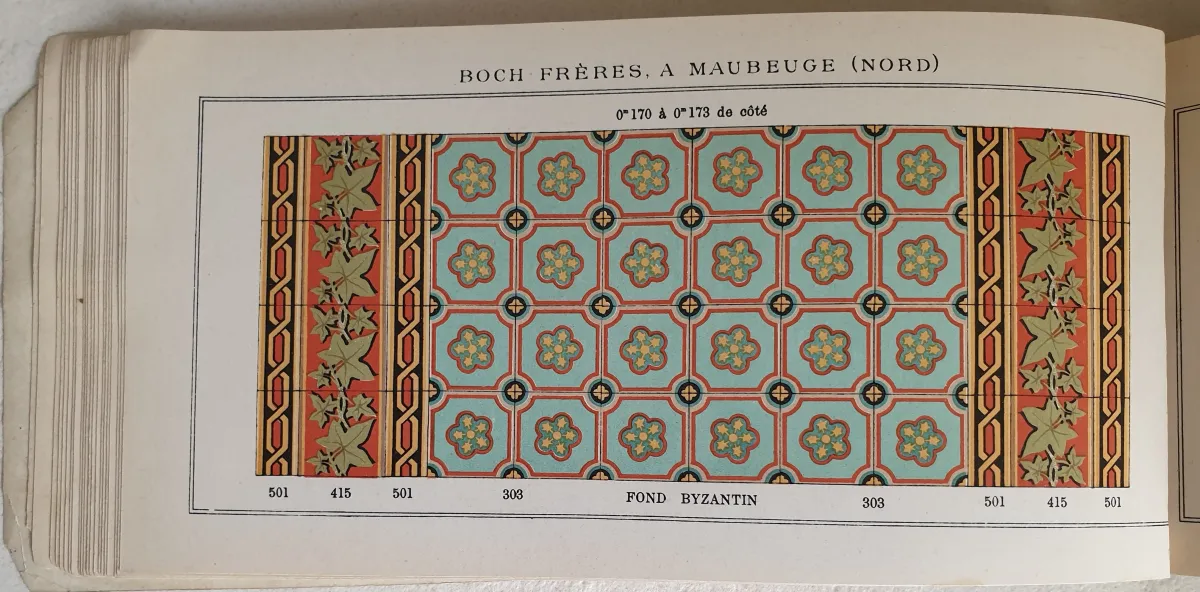 BOCH FRÈRES, A MAUBEUGE (NORD)
0ᵐ170 à 0ᵐ173 de côté
501 415 501 303 FOND BYZANTIN 303 501 415 501